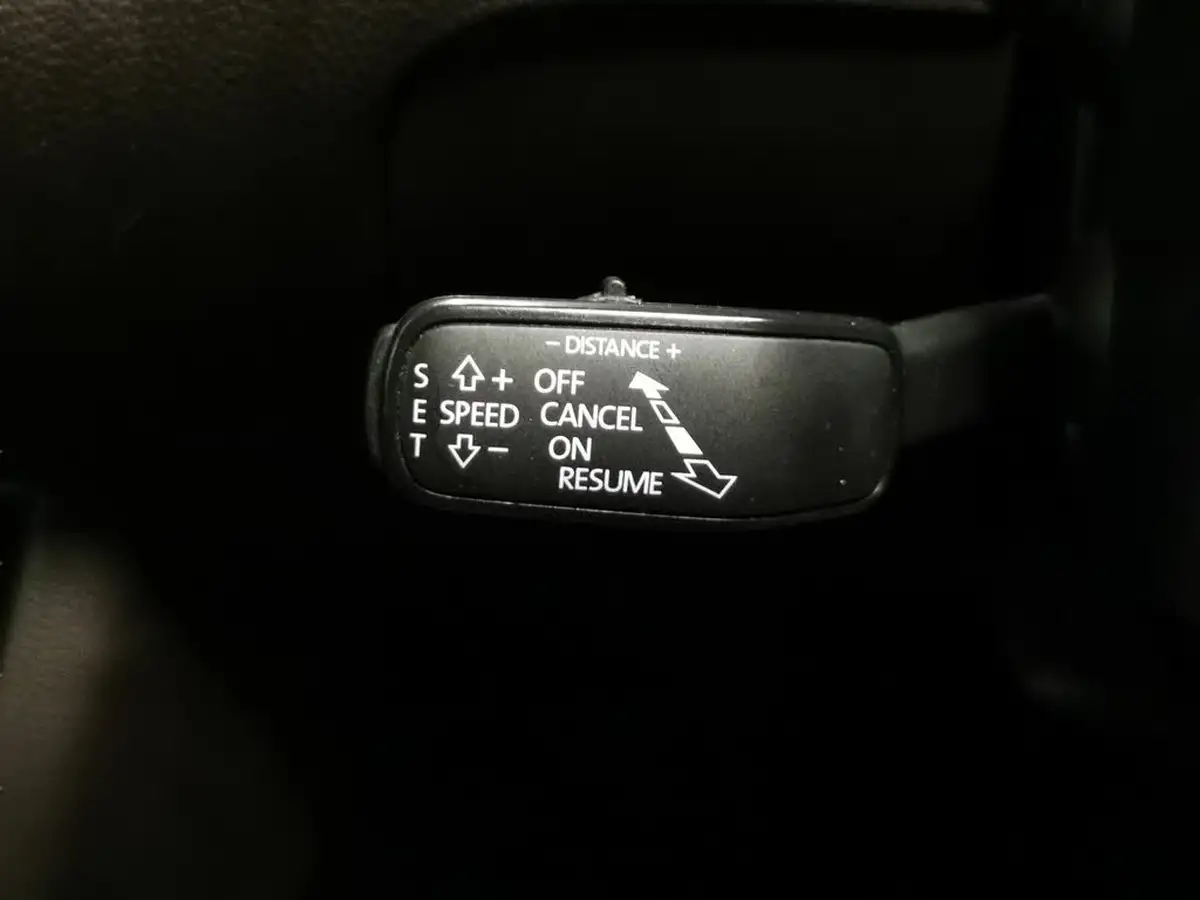 - DISTANCE +
S + OFF
E SPEED CANCEL
T - ON
RESUME